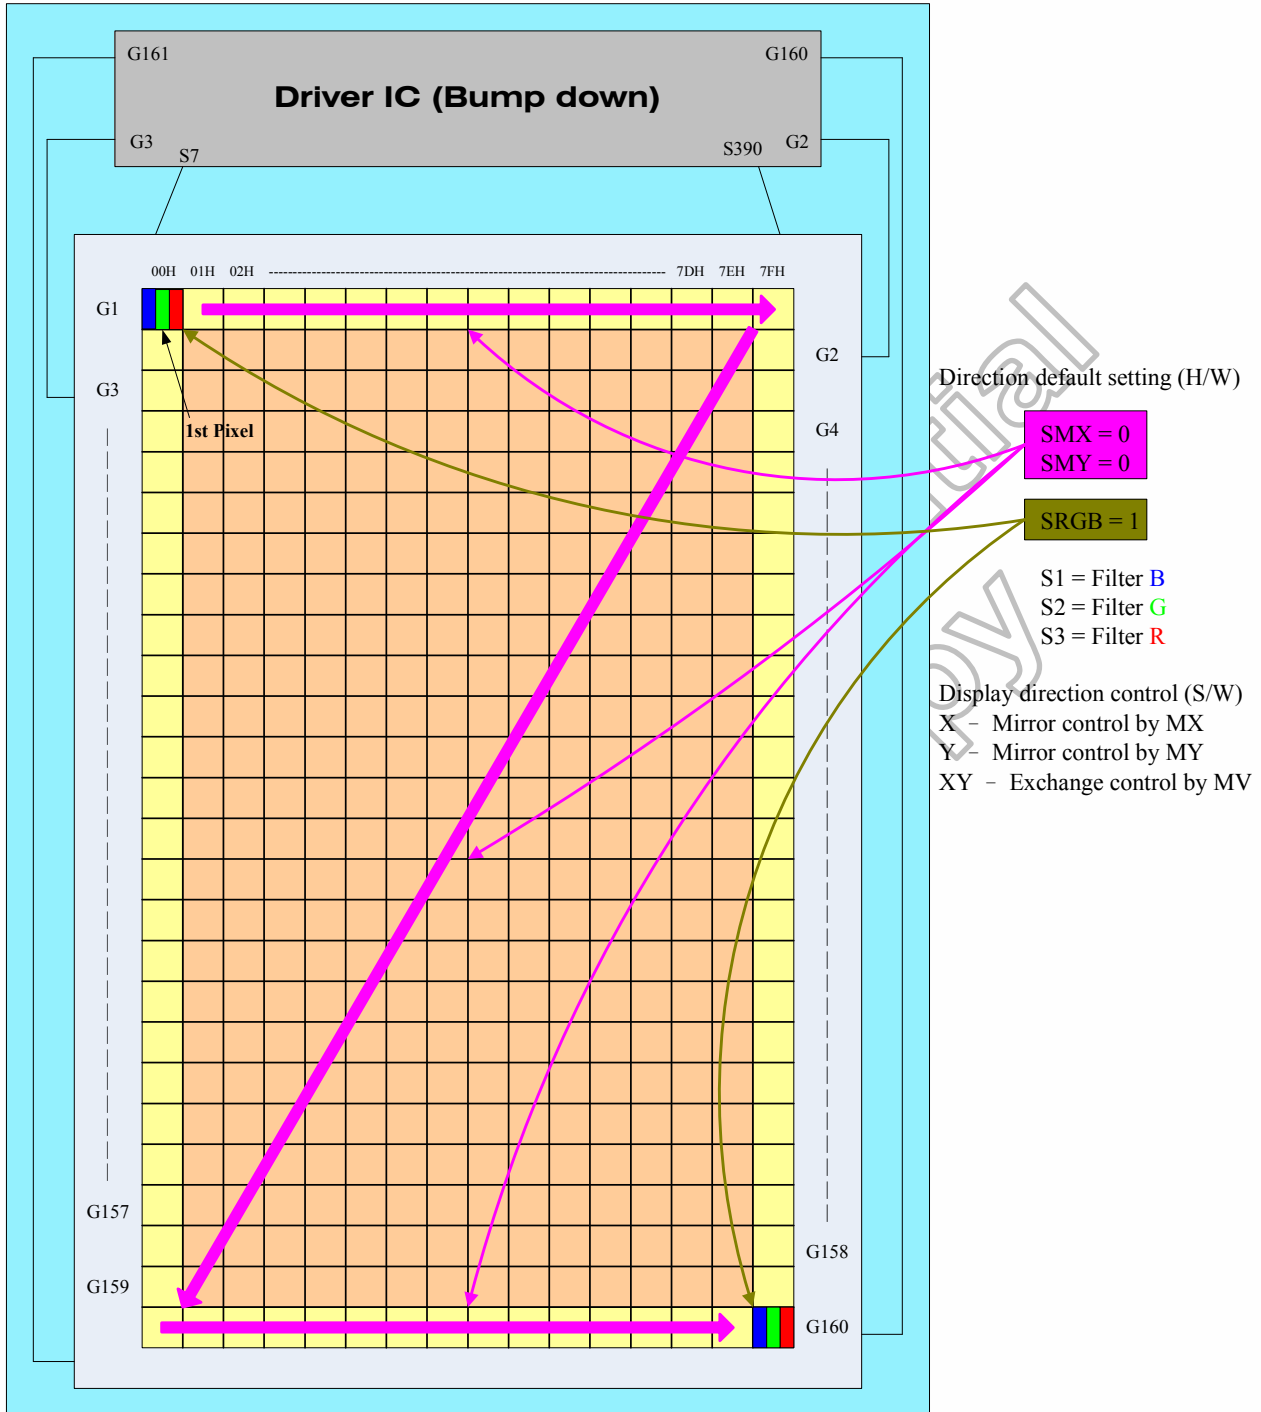 G161
G160
Driver IC (Bump down)
G3
S7
S390
G2
00H 01H 02H 7DH 7EH 7FH
G1
G2
G3
G4
1st Pixel
Direction default setting (H/W)
SMX = 0
SMY = 0
SRGB = 1
S1 = Filter B
S2 = Filter G
S3 = Filter R
Display direction control (S/W)
X - Mirror control by MX
Y - Mirror control by MY
XY - Exchange control by MV
G157
G158
G159
G160